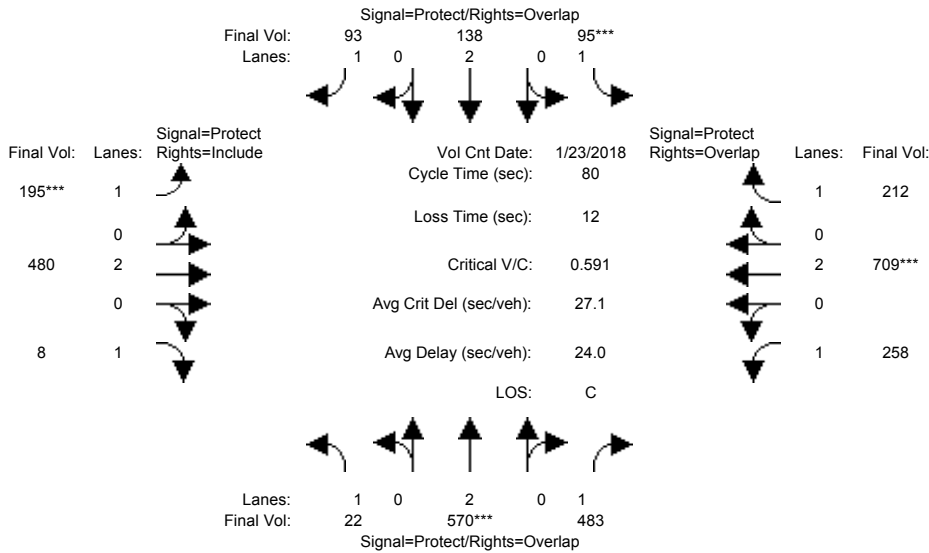 Signal=Protect/Rights=Overlap
Final Vol: 93 138 95***
Lanes: 1 0 2 0 1
Signal=Protect Signal=Protect
Final Vol: Lanes: Rights=Include Vol Cnt Date: 1/23/2018 Rights=Overlap Lanes: Final Vol:
Cycle Time (sec): 80
195*** 1 1 212
Loss Time (sec): 12
0 0
480 2 Critical V/C: 0.591 2 709***
0 Avg Crit Del (sec/veh): 27.1 0
8 1 Avg Delay (sec/veh): 24.0 1 258
LOS: C
Lanes: 1 0 2 0 1
Final Vol: 22 570*** 483
Signal=Protect/Rights=Overlap